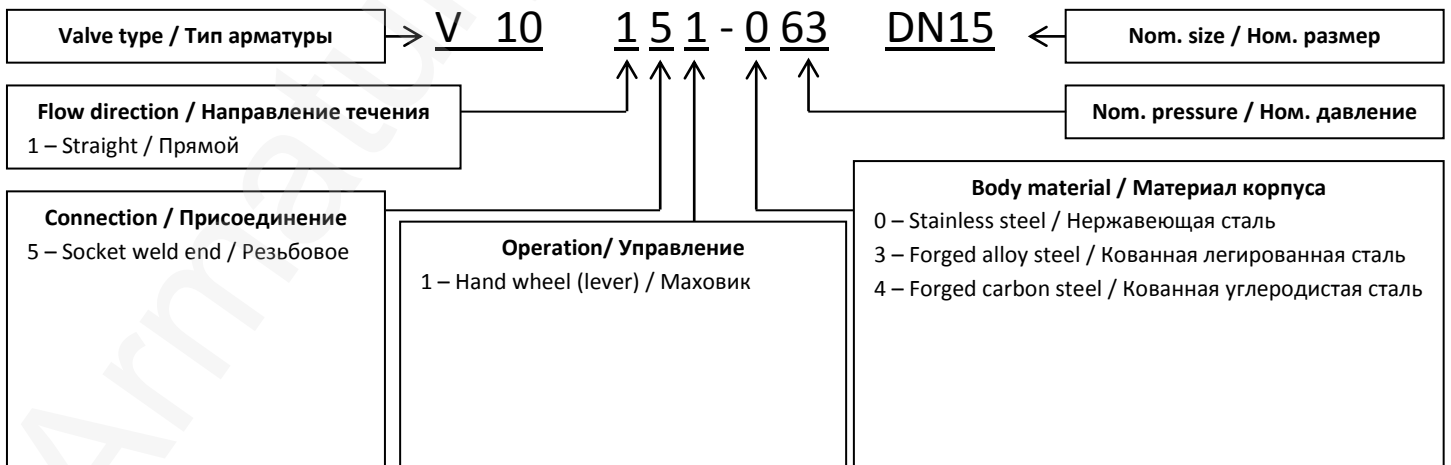 Valve type / Тип арматуры
V 10 1 5 1 - 0 63 DN15
Nom. size / Ном. размер
Flow direction / Направление течения
1 – Straight / Прямой
Nom. pressure / Ном. давление
Connection / Присоединение
5 – Socket weld end / Резьбовое
Operation/ Управление
1 – Hand wheel (lever) / Маховик
Body material / Материал корпуса
0 – Stainless steel / Нержавеющая сталь
3 – Forged alloy steel / Кованная легированная сталь
4 – Forged carbon steel / Кованная углеродистая сталь
Armatu